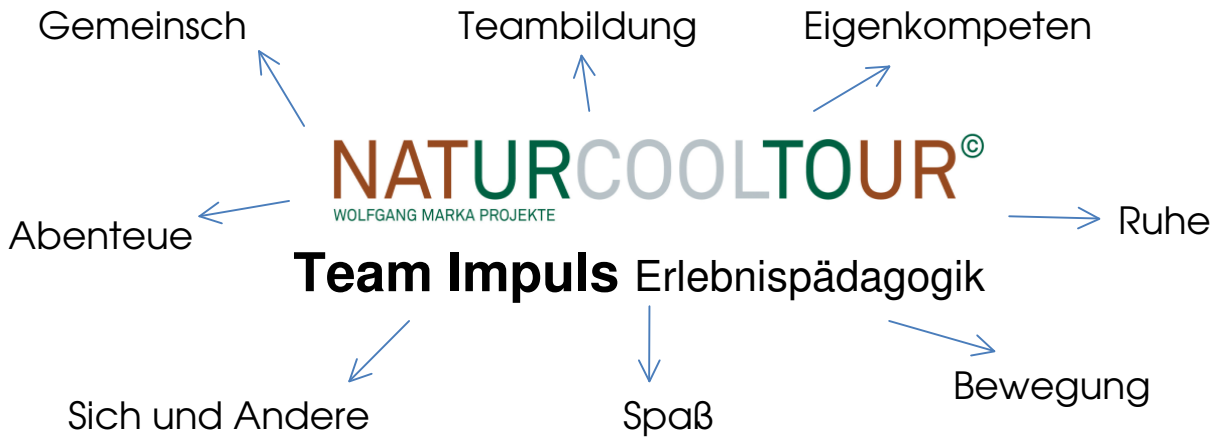 Gemeinsch
Teambildung
Eigenkompeten
NATURCOOLTOUR©
WOLFGANG MARKA PROJEKTE
Abenteue
Ruhe
Team Impuls Erlebnispädagogik
Sich und Andere
Spaß
Bewegung